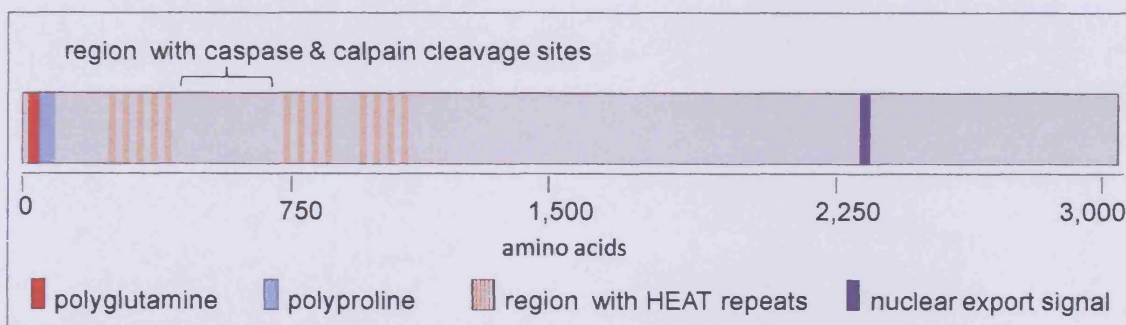 region with caspase & calpain cleavage sites
0 750 1,500 2,250 3,000
amino acids
polyglutamine polyproline region with HEAT repeats nuclear export signal